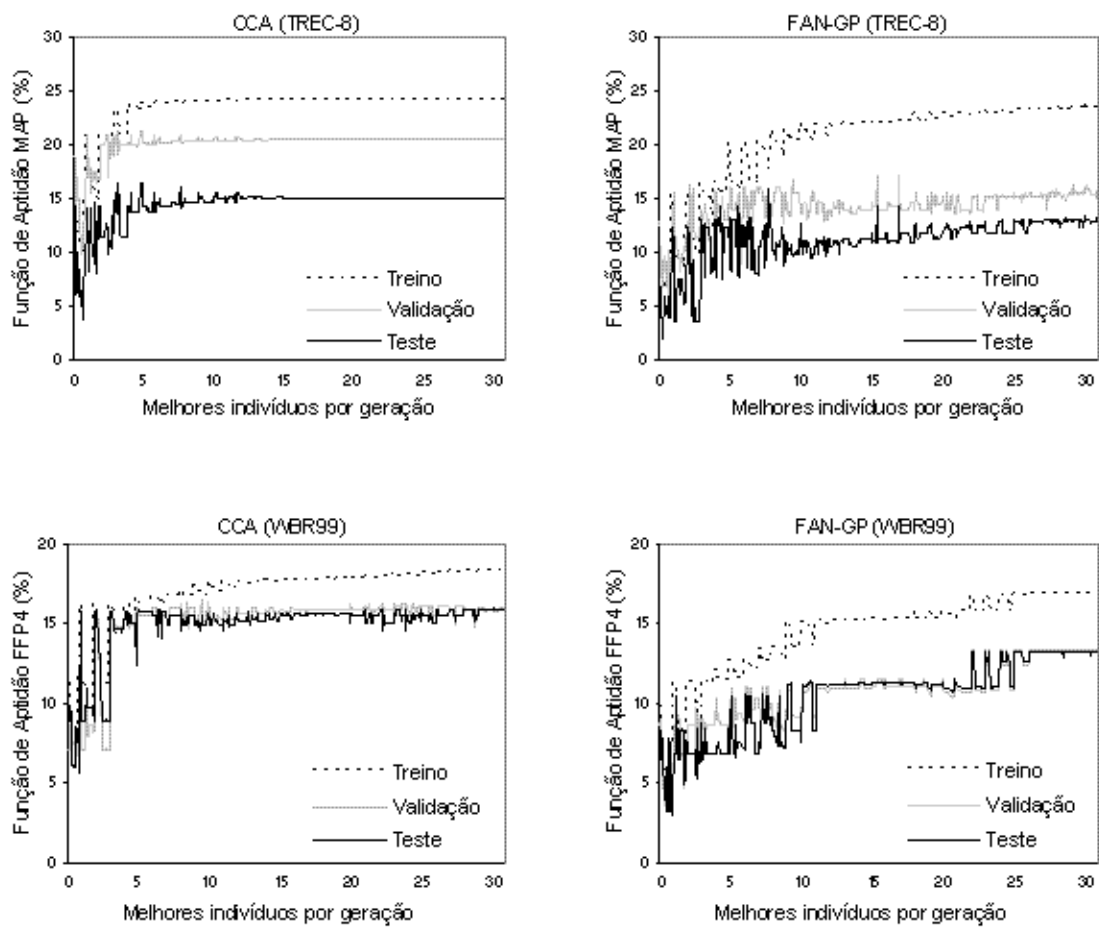 CCA (TREC-8)
Função de Aptidão MAP (%)
30
25
20
15
10
5
0
Treino
Validação
Teste
0 5 10 15 20 25 30
Melhores indivíduos por geração
FAN-GP (TREC-8)
Função de Aptidão MAP (%)
30
25
20
15
10
5
0
Treino
Validação
Teste
0 5 10 15 20 25 30
Melhores indivíduos por geração
CCA (WBR99)
Função de Aptidão FFP4 (%)
20
15
10
5
0
Treino
Validação
Teste
0 5 10 15 20 25 30
Melhores indivíduos por geração
FAN-GP (WBR99)
Função de Aptidão FFP4 (%)
20
15
10
5
0
Treino
Validação
Teste
0 5 10 15 20 25 30
Melhores indivíduos por geração